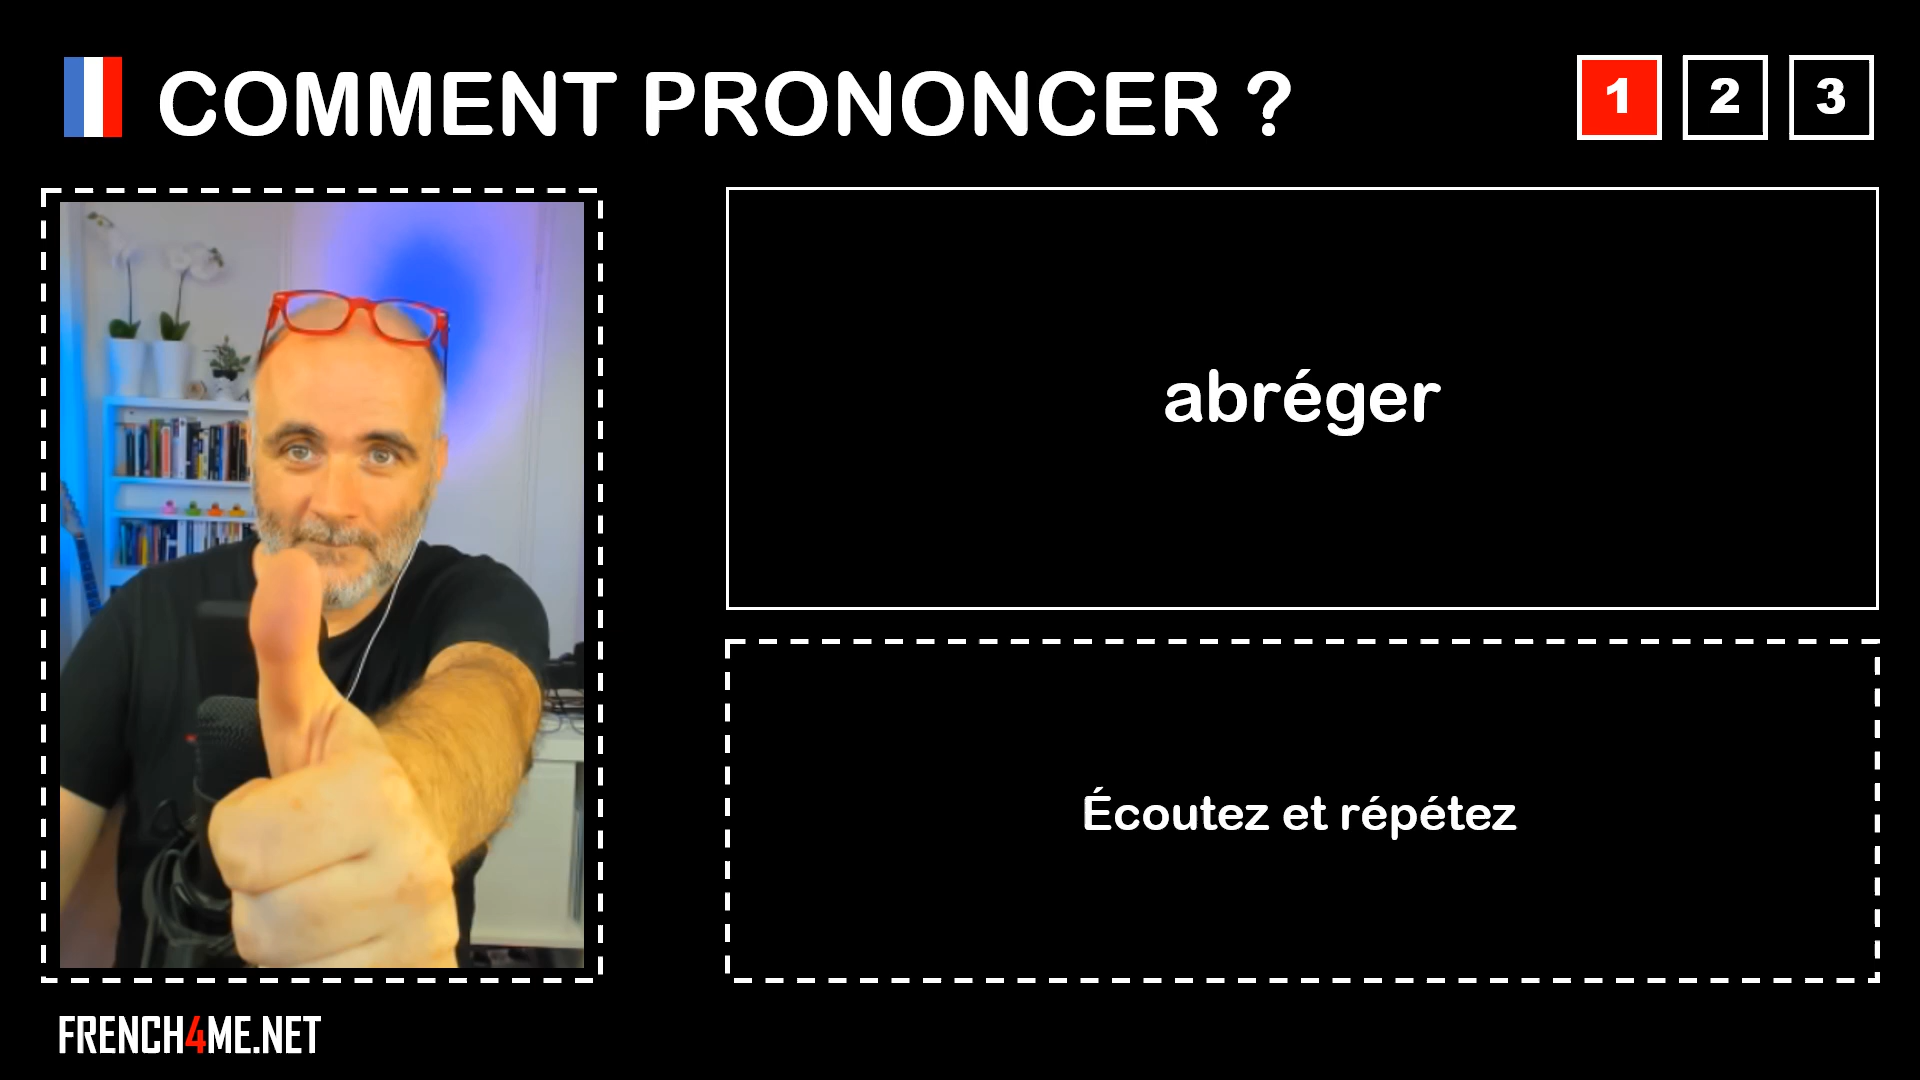 COMMENT PRONONCER ?
1 2 3
abréger
Écoutez et répétez
FRENCH4ME.NET